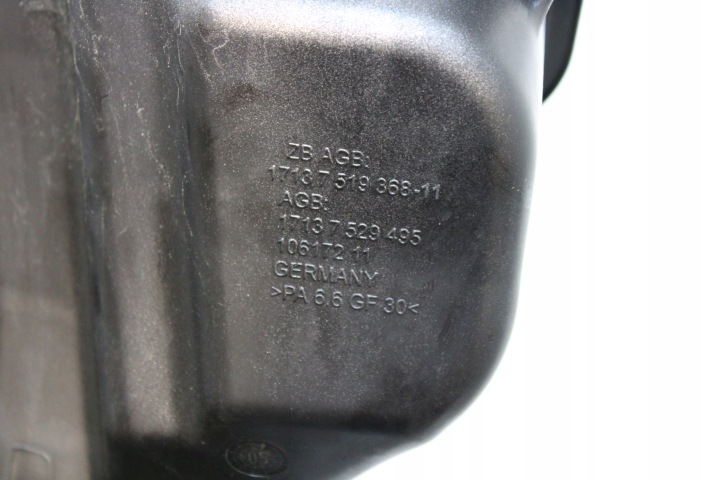 ZB AGB:
1713 7 519 368-11
AGB:
1713 7 529 495
106172 11
GERMANY
>PA 6.6 GF 30<